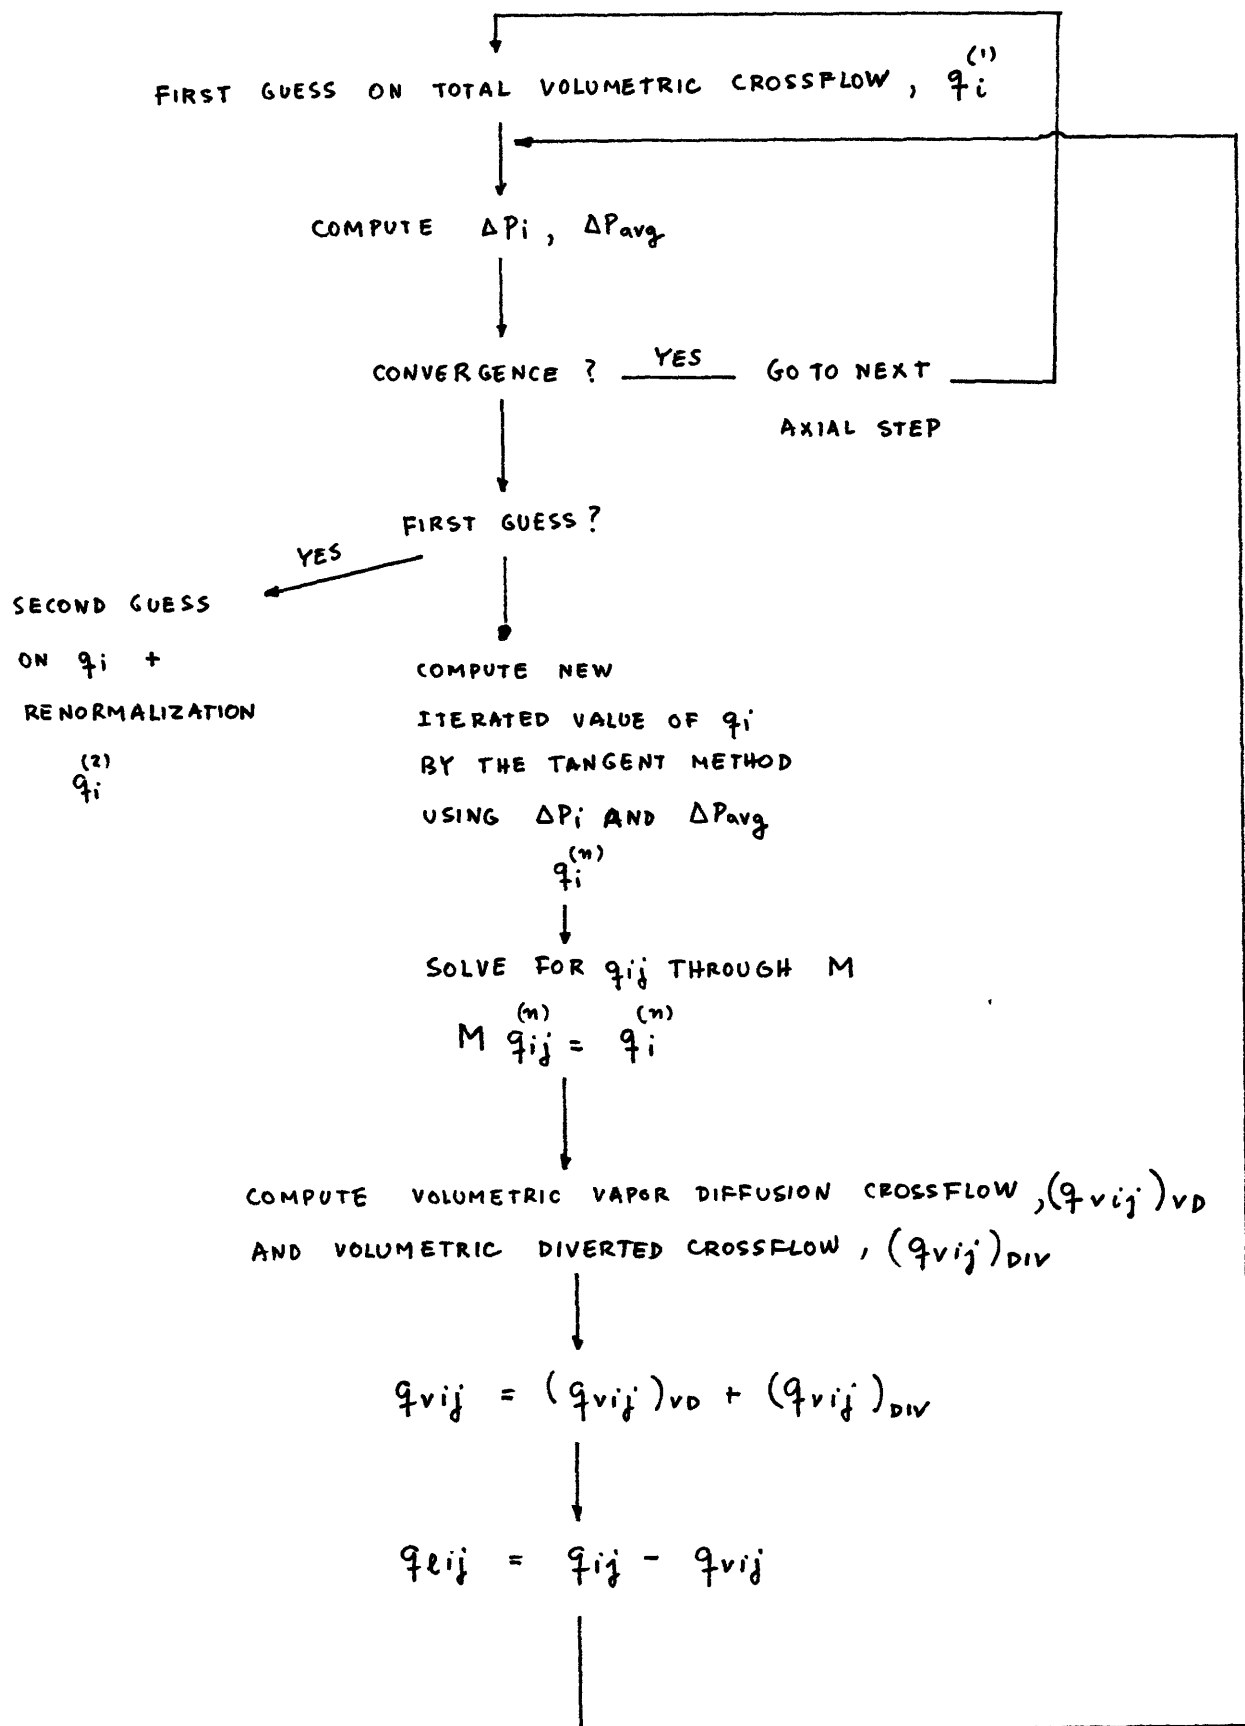 FIRST GUESS ON TOTAL VOLUMETRIC CROSSFLOW, qᵢ⁽¹⁾
COMPUTE ΔPi, ΔPavg
CONVERGENCE? YES GO TO NEXT
AXIAL STEP
FIRST GUESS?
YES
SECOND GUESS
ON qi +
RENORMALIZATION
qᵢ⁽²⁾
COMPUTE NEW
ITERATED VALUE OF qi
BY THE TANGENT METHOD
USING ΔPi AND ΔPavg
qᵢ⁽ⁿ⁾
SOLVE FOR qij THROUGH M
M qij⁽ⁿ⁾ = qi⁽ⁿ⁾
COMPUTE VOLUMETRIC VAPOR DIFFUSION CROSSFLOW, (qvij)VD
AND VOLUMETRIC DIVERTED CROSSFLOW, (qvij)DIV
qvij = (qvij)VD + (qvij)DIV
qℓij = qij - qvij